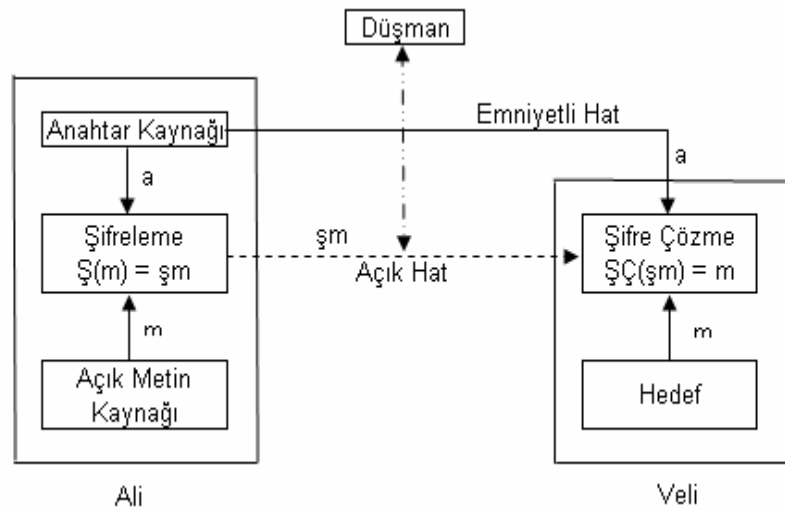 Düşman
Anahtar Kaynağı
Emniyetli Hat
a
a
Şifreleme
Ş(m) = şm
şm
Açık Hat
Şifre Çözme
ŞÇ(şm) = m
m
m
Açık Metin
Kaynağı
Hedef
Ali
Veli